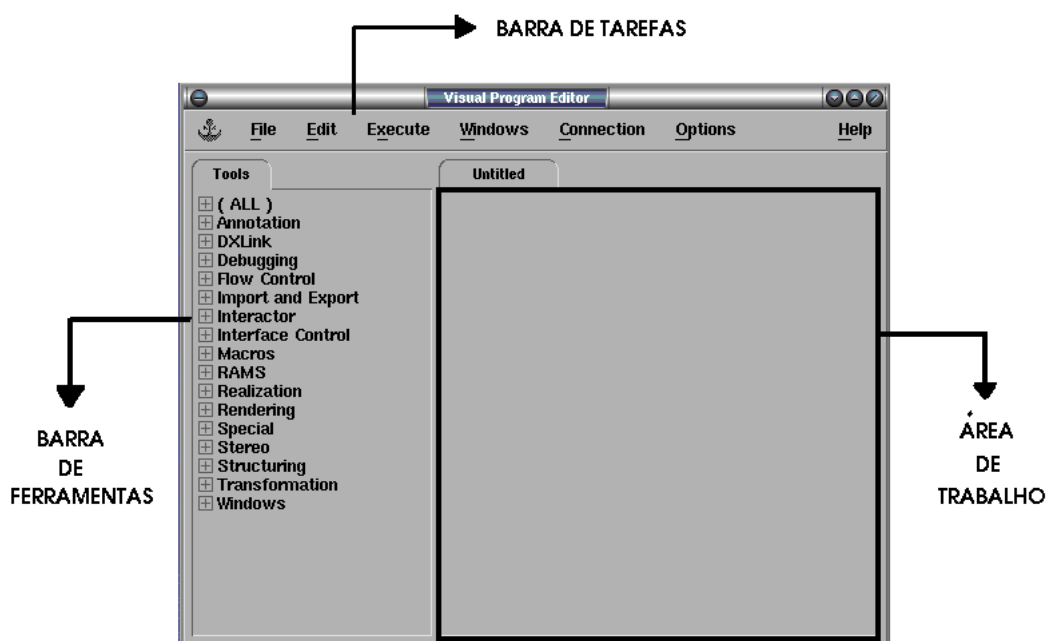 BARRA DE TAREFAS
Visual Program Editor
File Edit Execute Windows Connection Options Help
Tools
Untitled
( ALL )
Annotation
DXLink
Debugging
Flow Control
Import and Export
Interactor
Interface Control
Macros
RAMS
Realization
Rendering
Special
Stereo
Structuring
Transformation
Windows
BARRA
DE
FERRAMENTAS
ÁREA
DE
TRABALHO